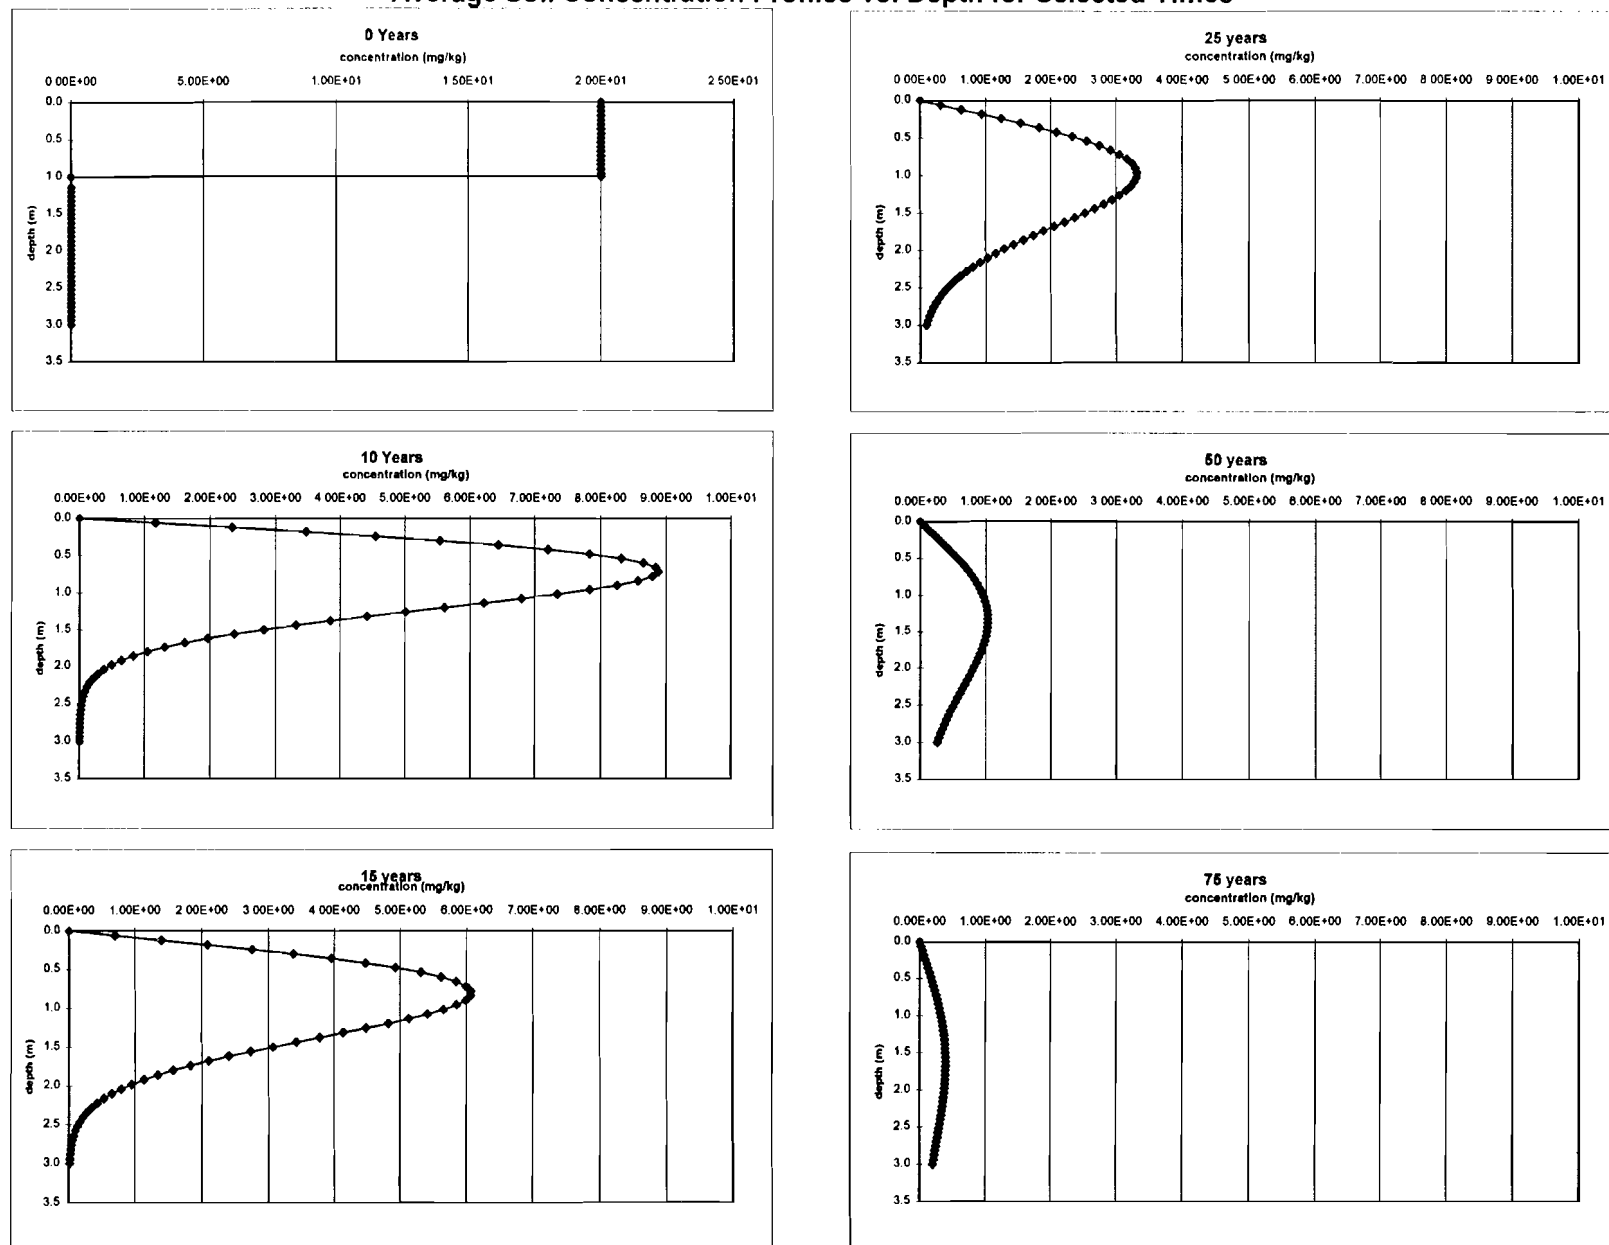 Average Soil Concentration Profiles vs. Depth for Selected Times
0 Years
concentration (mg/kg)
0.00E+00 5.00E+00 1.00E+01 1.50E+01 2.00E+01 2.50E+01
0.0
0.5
1.0
1.5
2.0
2.5
3.0
3.5
depth (m)
25 years
concentration (mg/kg)
0.00E+00 1.00E+00 2.00E+00 3.00E+00 4.00E+00 5.00E+00 6.00E+00 7.00E+00 8.00E+00 9.00E+00 1.00E+01
0.0
0.5
1.0
1.5
2.0
2.5
3.0
3.5
depth (m)
10 Years
concentration (mg/kg)
0.00E+00 1.00E+00 2.00E+00 3.00E+00 4.00E+00 5.00E+00 6.00E+00 7.00E+00 8.00E+00 9.00E+00 1.00E+01
0.0
0.5
1.0
1.5
2.0
2.5
3.0
3.5
depth (m)
50 years
concentration (mg/kg)
0.00E+00 1.00E+00 2.00E+00 3.00E+00 4.00E+00 5.00E+00 6.00E+00 7.00E+00 8.00E+00 9.00E+00 1.00E+01
0.0
0.5
1.0
1.5
2.0
2.5
3.0
3.5
depth (m)
15 years
concentration (mg/kg)
0.00E+00 1.00E+00 2.00E+00 3.00E+00 4.00E+00 5.00E+00 6.00E+00 7.00E+00 8.00E+00 9.00E+00 1.00E+01
0.0
0.5
1.0
1.5
2.0
2.5
3.0
3.5
depth (m)
75 years
concentration (mg/kg)
0.00E+00 1.00E+00 2.00E+00 3.00E+00 4.00E+00 5.00E+00 6.00E+00 7.00E+00 8.00E+00 9.00E+00 1.00E+01
0.0
0.5
1.0
1.5
2.0
2.5
3.0
3.5
depth (m)